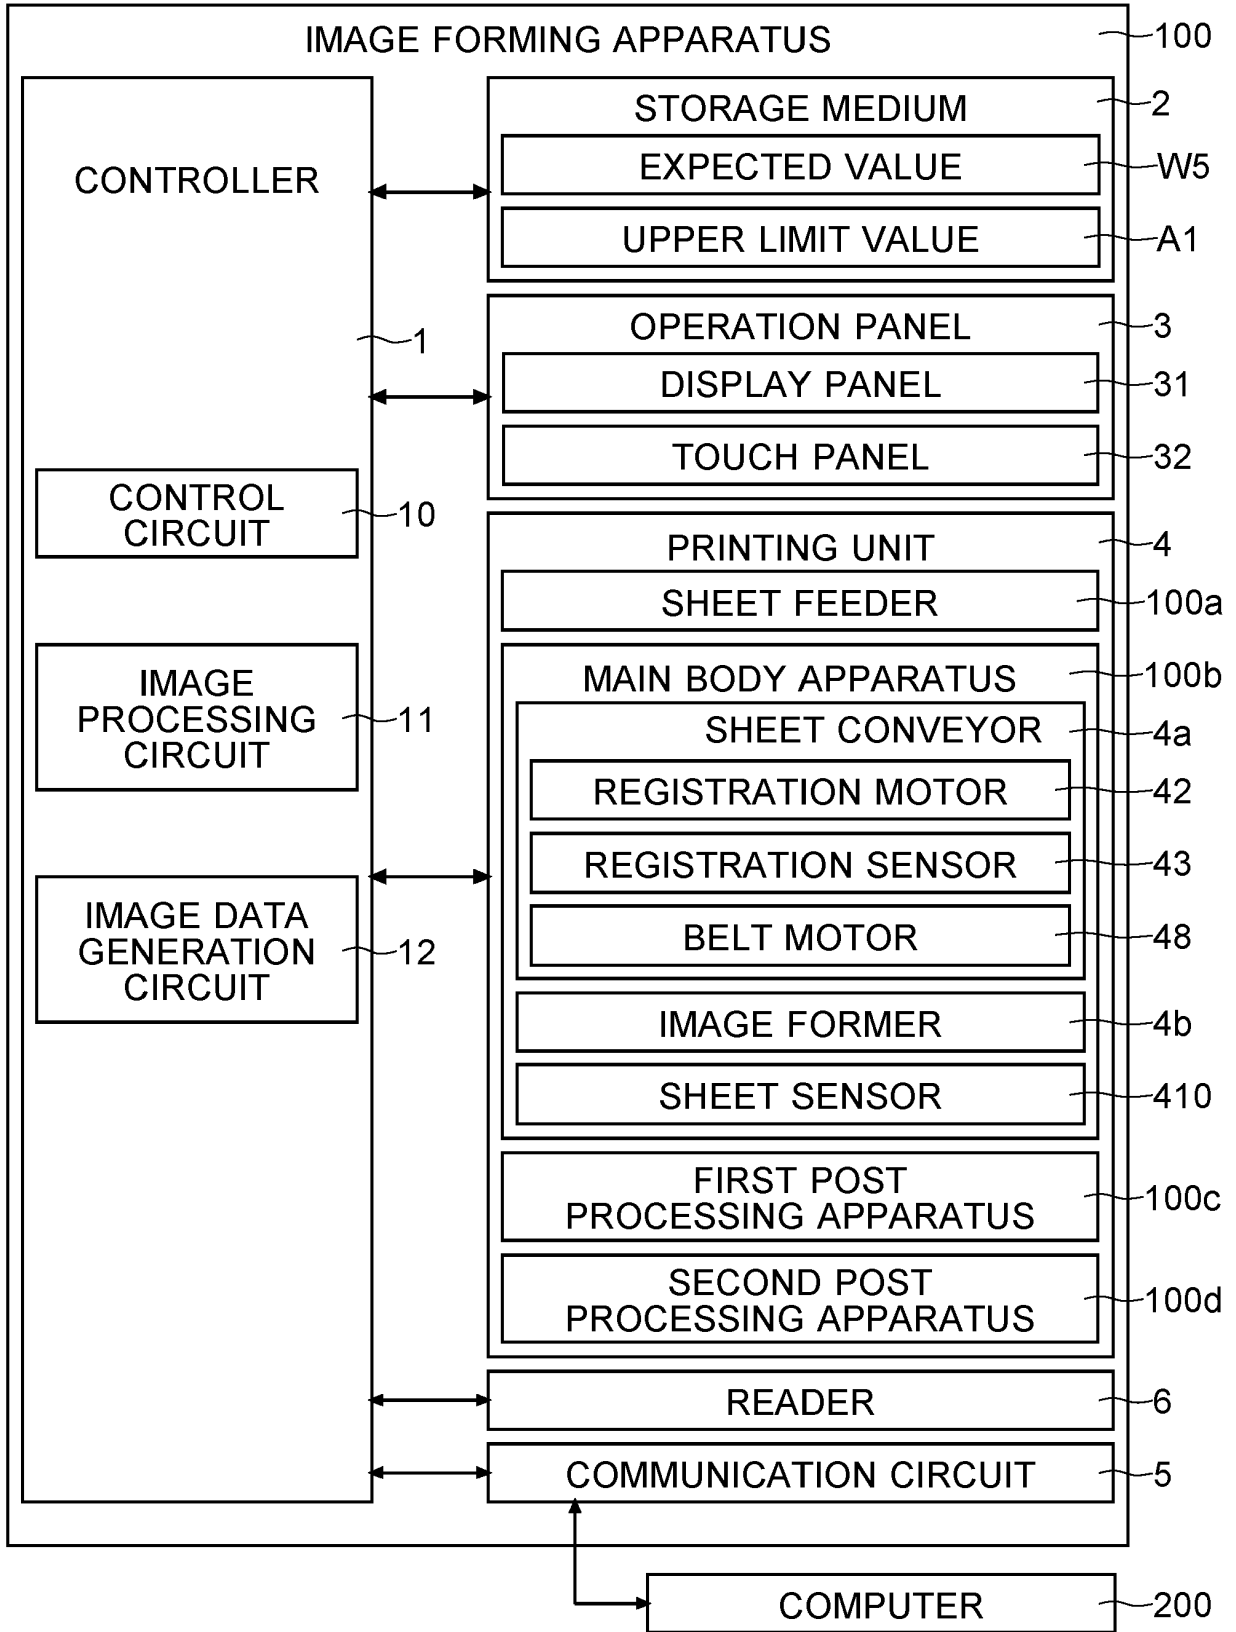 IMAGE FORMING APPARATUS
100
CONTROLLER
1
CONTROL
CIRCUIT
10
IMAGE
PROCESSING
CIRCUIT
11
IMAGE DATA
GENERATION
CIRCUIT
12
STORAGE MEDIUM
2
EXPECTED VALUE
W5
UPPER LIMIT VALUE
A1
OPERATION PANEL
3
DISPLAY PANEL
31
TOUCH PANEL
32
PRINTING UNIT
4
SHEET FEEDER
100a
MAIN BODY APPARATUS
100b
SHEET CONVEYOR
4a
REGISTRATION MOTOR
42
REGISTRATION SENSOR
43
BELT MOTOR
48
IMAGE FORMER
4b
SHEET SENSOR
410
FIRST POST
PROCESSING APPARATUS
100c
SECOND POST
PROCESSING APPARATUS
100d
READER
6
COMMUNICATION CIRCUIT
5
COMPUTER
200